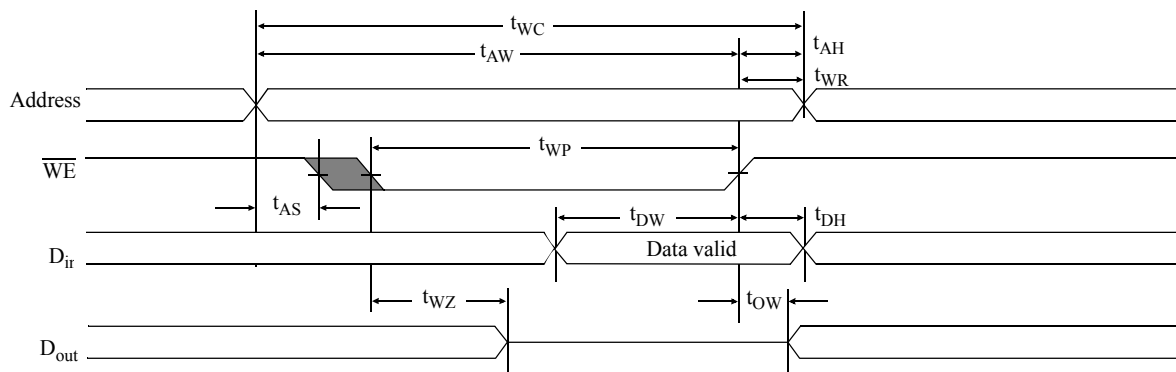 tWC
tAW
tAH
tWR
Address
WE
tWP
tAS
tDW
tDH
Din
Data valid
tWZ
tOW
Dout